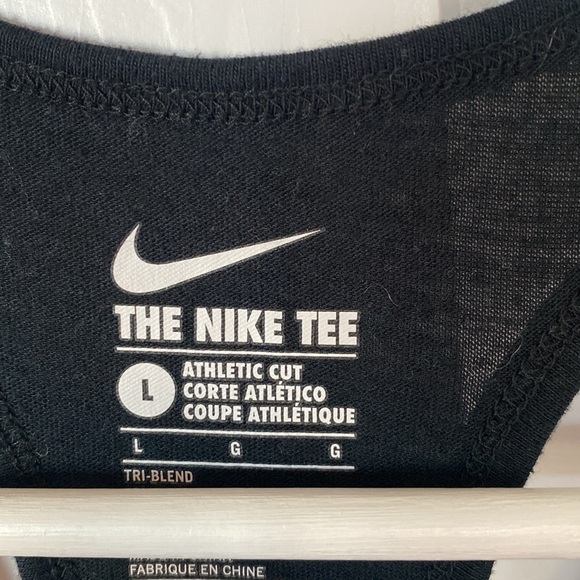 THE NIKE TEE
L
ATHLETIC CUT
CORTE ATLÉTICO
COUPE ATHLÉTIQUE
L G G
TRI-BLEND
FABRIQUE EN CHINE